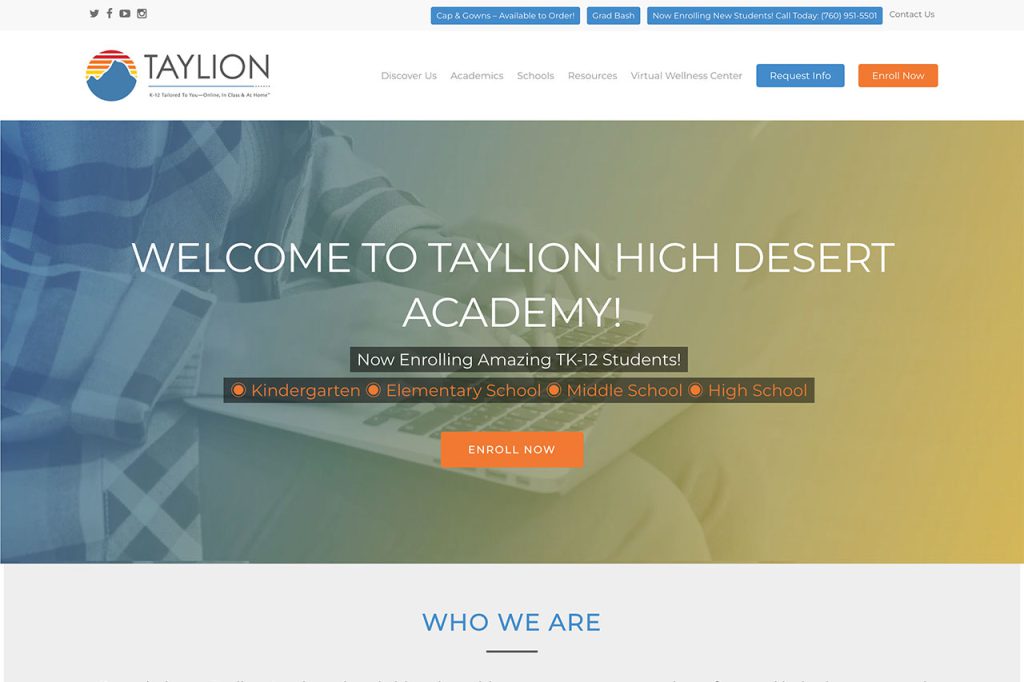 Cap & Gowns – Available to Order!
Grad Bash
Now Enrolling New Students! Call Today: (760) 951-5501
Contact Us
TAYLION
K-12 Tailored To You—Online, In Class & At Home™
Discover Us
Academics
Schools
Resources
Virtual Wellness Center
Request Info
Enroll Now
WELCOME TO TAYLION HIGH DESERT
ACADEMY!
Now Enrolling Amazing TK-12 Students!
◉ Kindergarten ◉ Elementary School ◉ Middle School ◉ High School
ENROLL NOW
WHO WE ARE